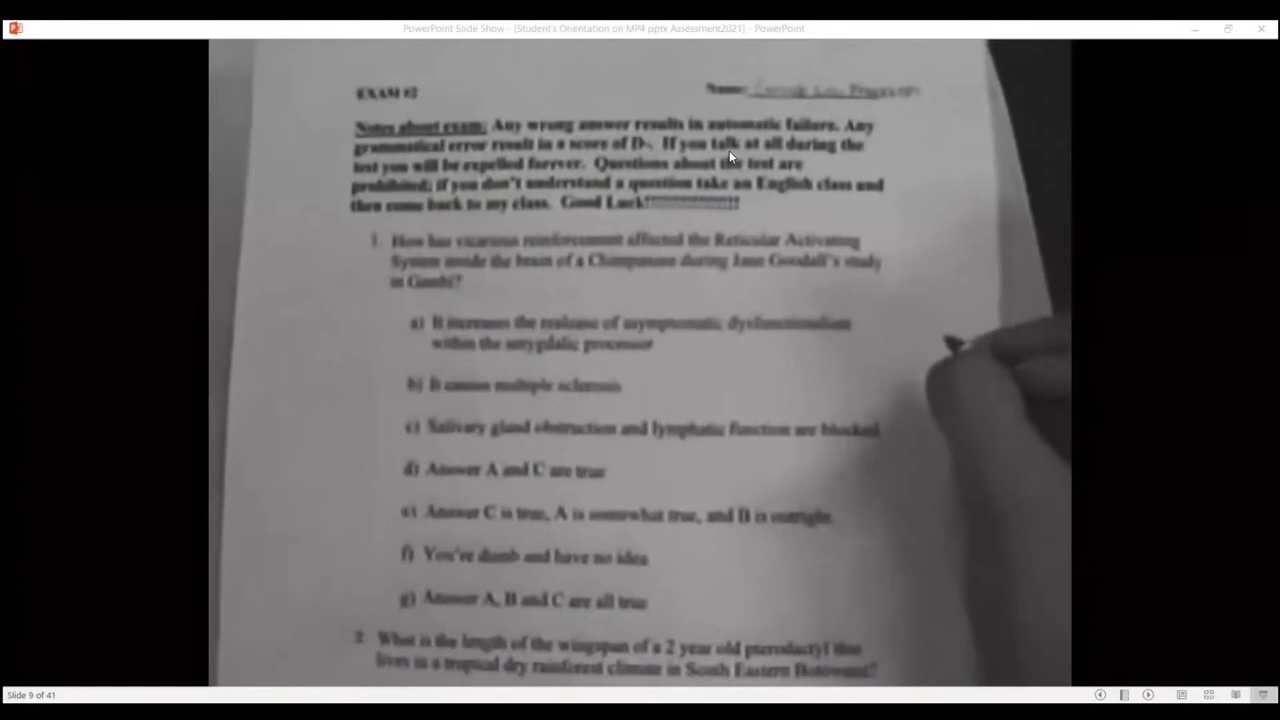 PowerPoint Slide Show - [Student's Orientation on MP4 pptx Assessment2021] - PowerPoint
EXAM #2
Name:
Notes about exam: Any wrong answer results in automatic failure. Any
grammatical error result in a score of D-. If you talk at all during the
test you will be expelled forever. Questions about the test are
prohibited; if you don't understand a question take an English class and
then come back to my class. Good Luck!!!!!!!!!!!!!!!!!!
1. How has vicarious reinforcement affected the Reticular Activating
System inside the brain of a Chimpanzee during Jane Goodall's study
in Gambi?
a) It increases the realease of asymptomatic dysfunctionalism
within the amygdalic processor
b) It causes multiple sclerosis
c) Salivary gland obstruction and lymphatic function are blocked
d) Answer A and C are true
e) Answer C is true, A is somewhat true, and B is outright
f) You're dumb and have no idea
g) Answer A, B and C are all true
2. What is the length of the wingspan of a 2 year old pterodactyl that
lives in a tropical dry rainforest climate in South Eastern Botswana?
Slide 9 of 41